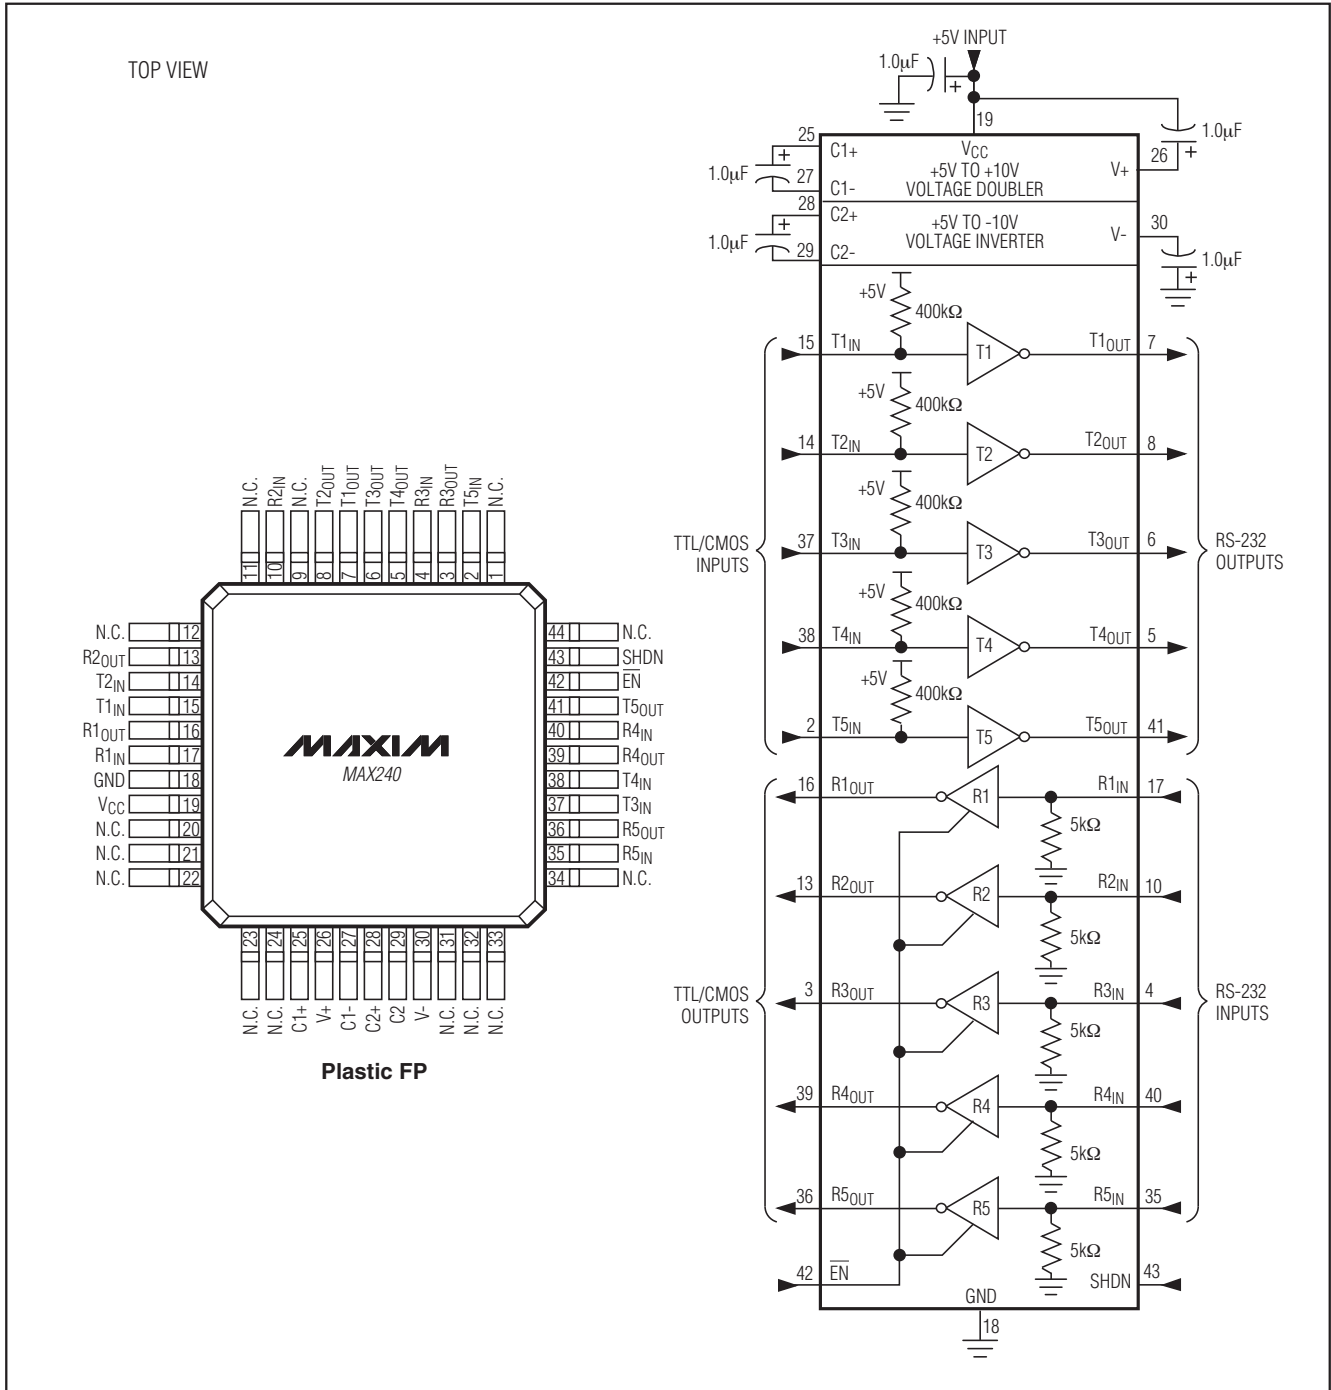 TOP VIEW
N.C.
R2IN
N.C.
T2OUT
T1OUT
T3OUT
T4OUT
R3IN
R3OUT
T5IN
N.C.
11
10
9
8
7
6
5
4
3
2
1
N.C. 12
R2OUT 13
T2IN 14
T1IN 15
R1OUT 16
R1IN 17
GND 18
VCC 19
N.C. 20
N.C. 21
N.C. 22
44 N.C.
43 SHDN
42 EN
41 T5OUT
40 R4IN
39 R4OUT
38 T4IN
37 T3IN
36 R5OUT
35 R5IN
34 N.C.
MAXIM
MAX240
23
24
25
26
27
28
29
30
31
32
33
N.C.
N.C.
C1+
V+
C1-
C2+
C2
V-
N.C.
N.C.
N.C.
Plastic FP
+5V INPUT
1.0µF
+
19
1.0µF
+
26
V+
25
C1+
+
1.0µF
27
C1-
VCC
+5V TO +10V
VOLTAGE DOUBLER
28
C2+
+
1.0µF
29
C2-
+5V TO -10V
VOLTAGE INVERTER
V-
30
1.0µF
+
TTL/CMOS
INPUTS
RS-232
OUTPUTS
+5V
400kΩ
15 T1IN T1 T1OUT 7
+5V
400kΩ
14 T2IN T2 T2OUT 8
+5V
400kΩ
37 T3IN T3 T3OUT 6
+5V
400kΩ
38 T4IN T4 T4OUT 5
+5V
400kΩ
2 T5IN T5 T5OUT 41
TTL/CMOS
OUTPUTS
RS-232
INPUTS
16 R1OUT R1 R1IN 17
5kΩ
13 R2OUT R2 R2IN 10
5kΩ
3 R3OUT R3 R3IN 4
5kΩ
39 R4OUT R4 R4IN 40
5kΩ
36 R5OUT R5 R5IN 35
5kΩ
42 EN
SHDN 43
GND
18